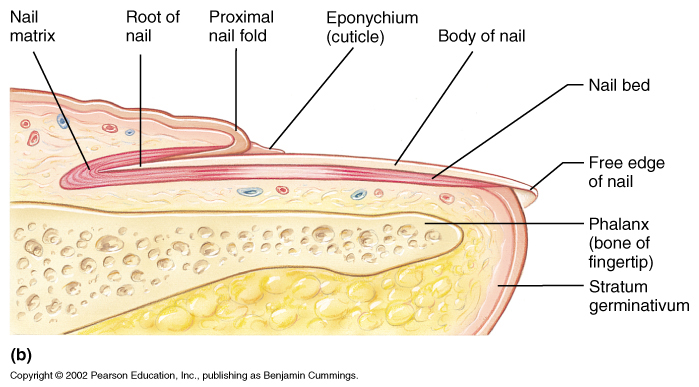 Nail
matrix
Root of
nail
Proximal
nail fold
Eponychium
(cuticle)
Body of nail
Nail bed
Free edge
of nail
Phalanx
(bone of
fingertip)
Stratum
germinativum
(b)
Copyright © 2002 Pearson Education, Inc., publishing as Benjamin Cummings.